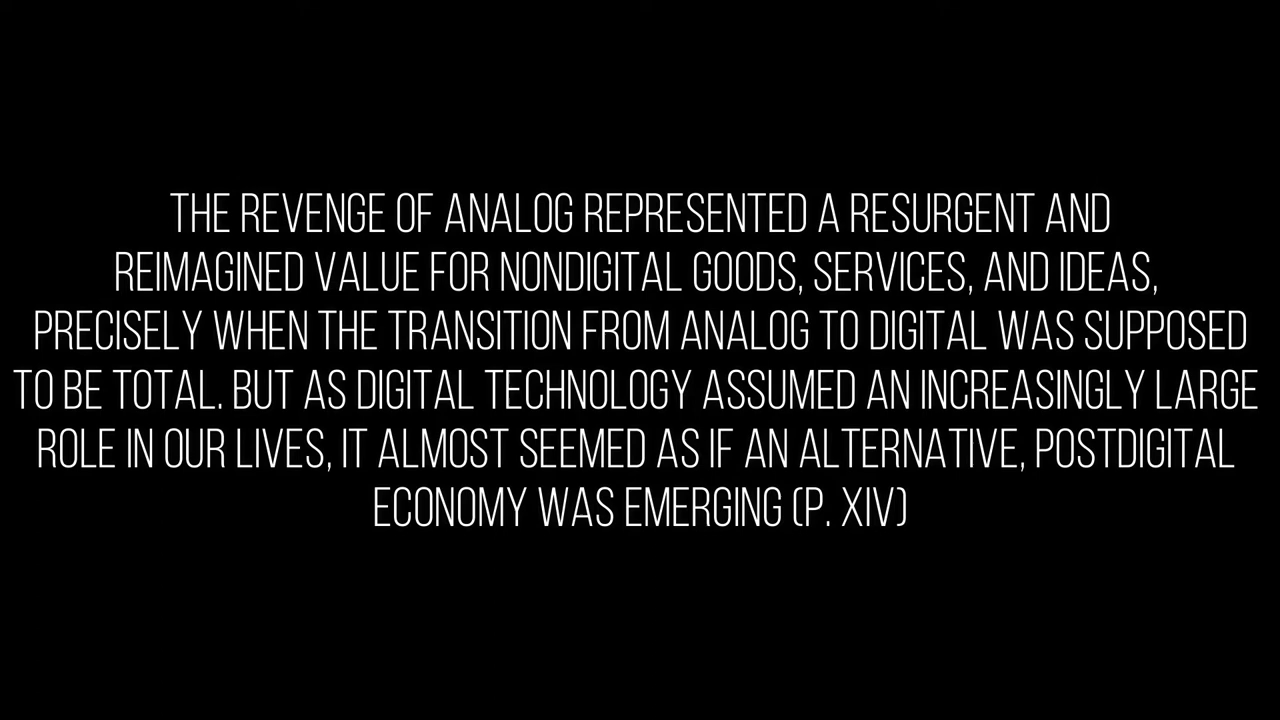 THE REVENGE OF ANALOG REPRESENTED A RESURGENT AND
REIMAGINED VALUE FOR NONDIGITAL GOODS, SERVICES, AND IDEAS,
PRECISELY WHEN THE TRANSITION FROM ANALOG TO DIGITAL WAS SUPPOSED
TO BE TOTAL. BUT AS DIGITAL TECHNOLOGY ASSUMED AN INCREASINGLY LARGE
ROLE IN OUR LIVES, IT ALMOST SEEMED AS IF AN ALTERNATIVE, POSTDIGITAL
ECONOMY WAS EMERGING (P. XIV)